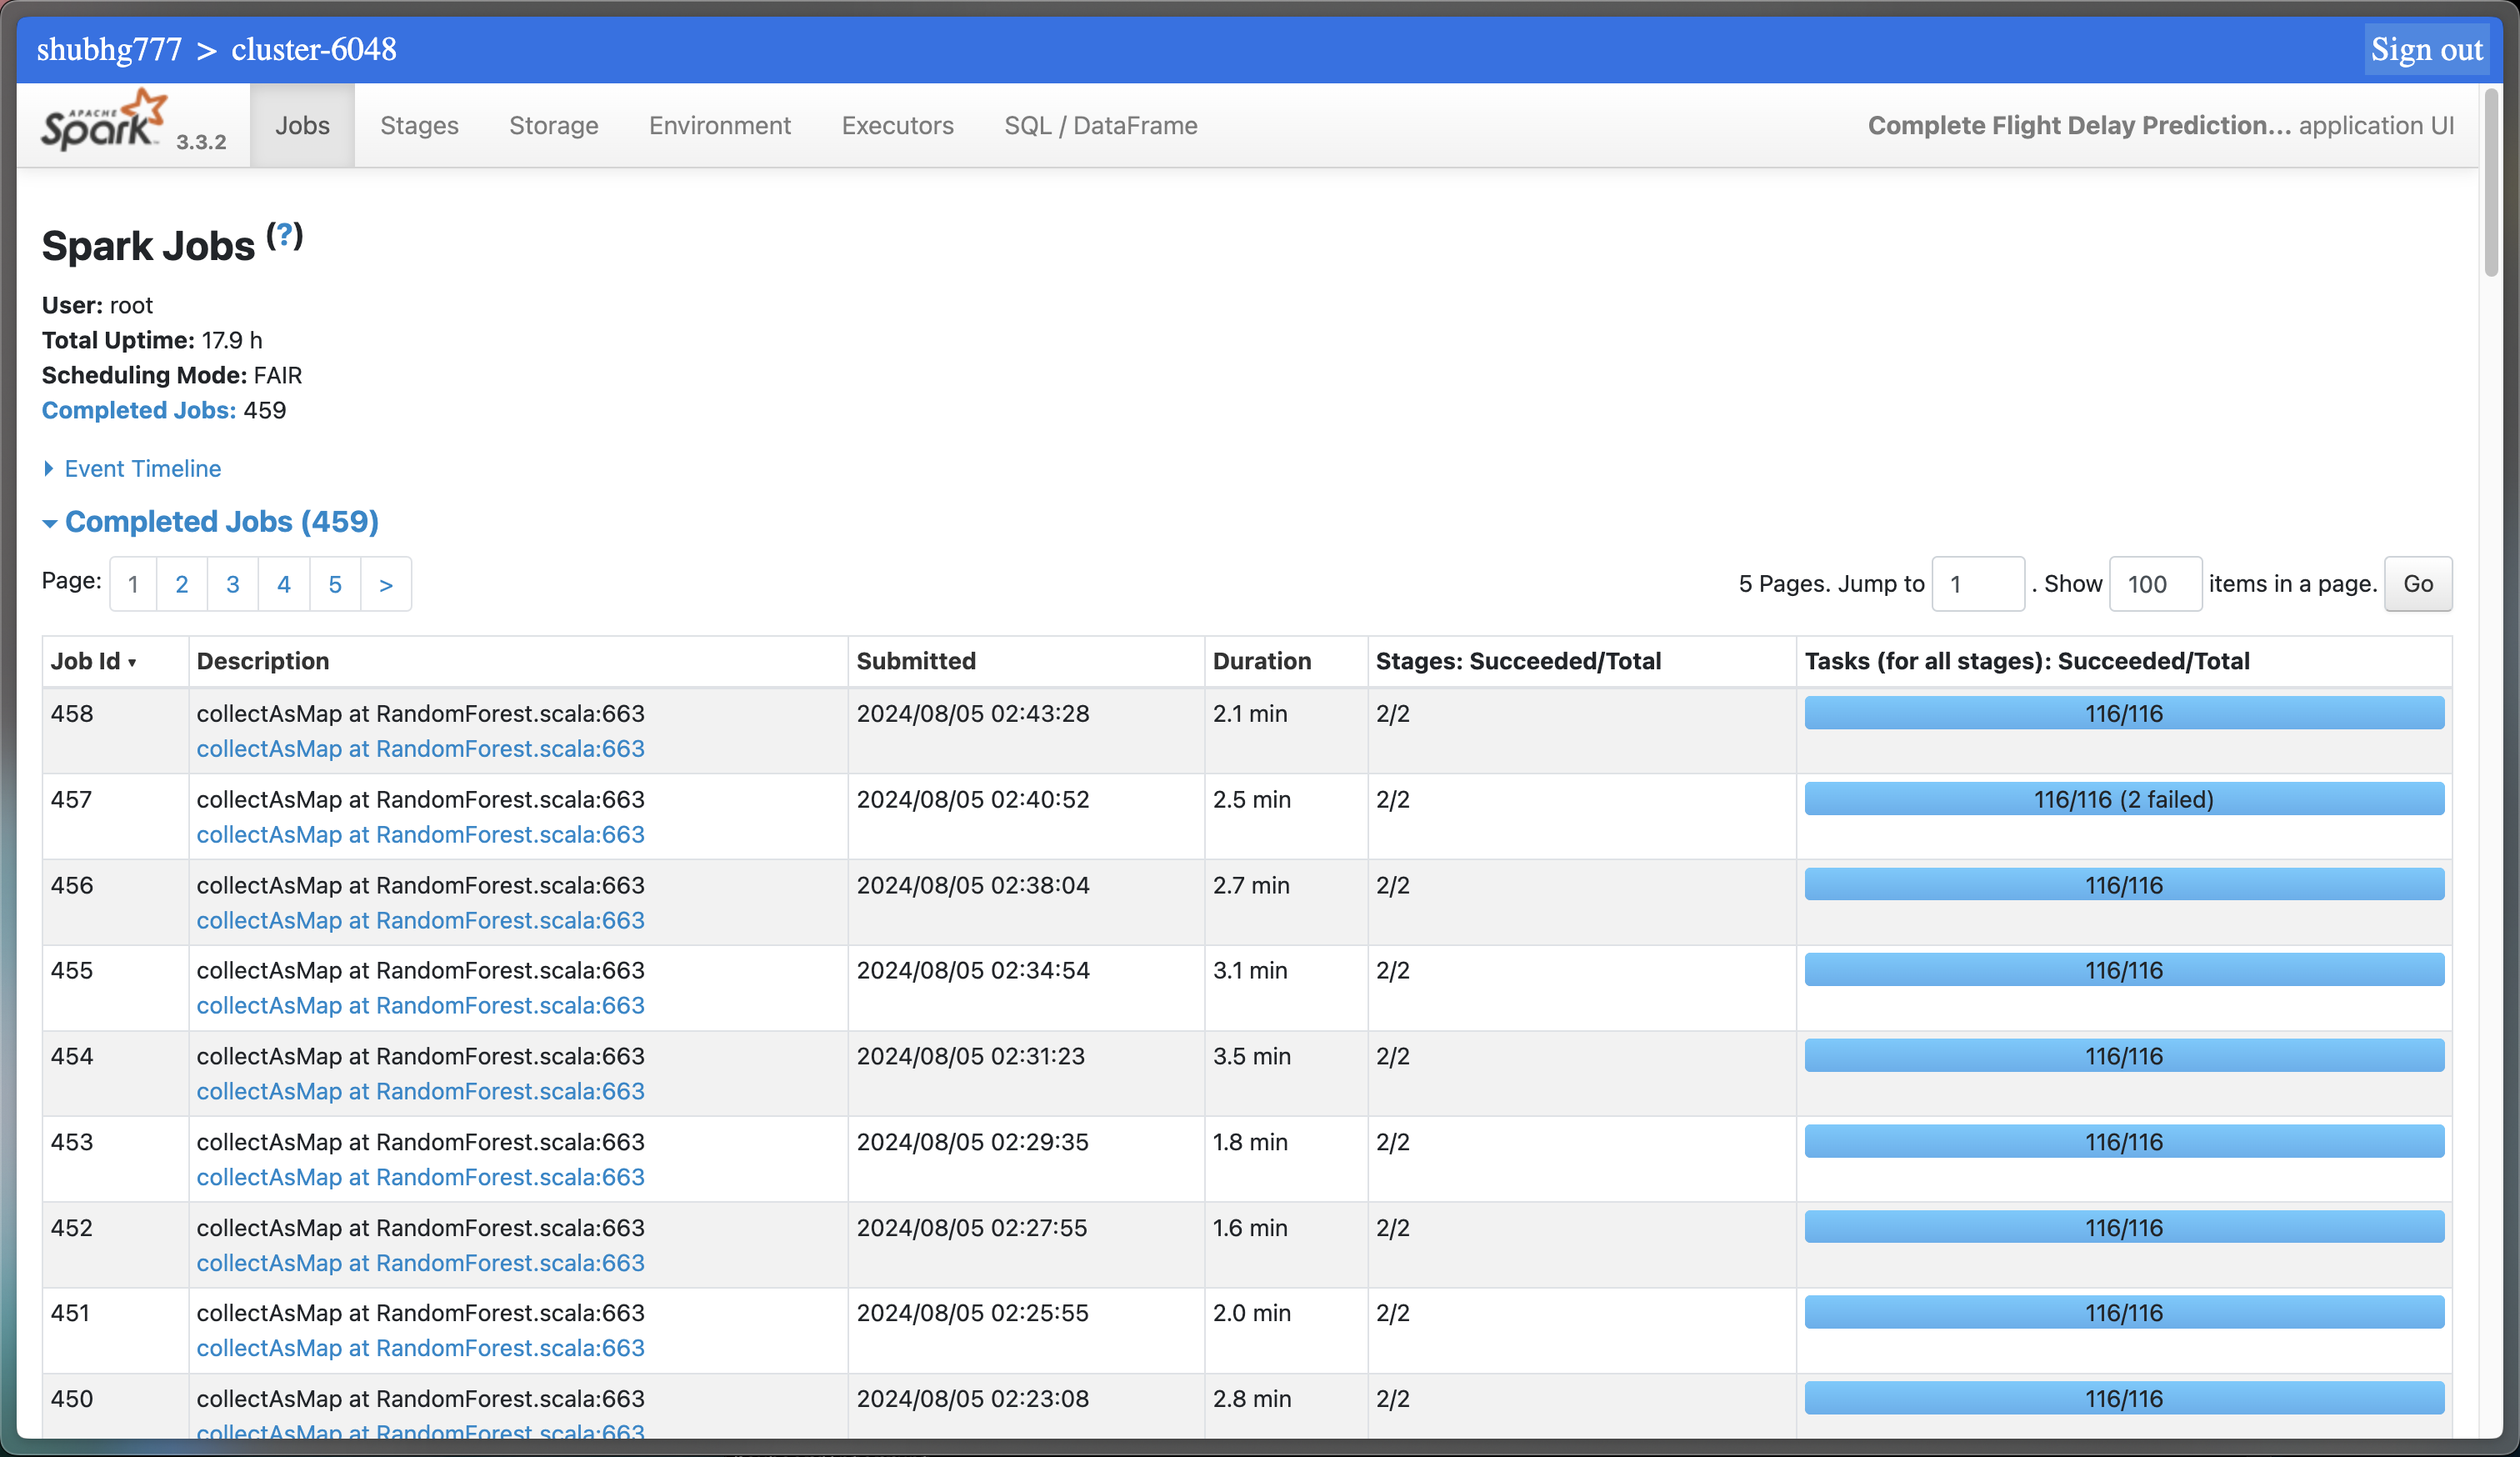 shubhg777 > cluster-6048 Sign out
APACHE Spark 3.3.2 Jobs Stages Storage Environment Executors SQL / DataFrame Complete Flight Delay Prediction... application UI
Spark Jobs (?)
User: root
Total Uptime: 17.9 h
Scheduling Mode: FAIR
Completed Jobs: 459
Event Timeline
Completed Jobs (459)
Page: 1 2 3 4 5 > 5 Pages. Jump to 1 . Show 100 items in a page. Go
Job Id ▾ Description Submitted Duration Stages: Succeeded/Total Tasks (for all stages): Succeeded/Total
458 collectAsMap at RandomForest.scala:663 2024/08/05 02:43:28 2.1 min 2/2 116/116
collectAsMap at RandomForest.scala:663
457 collectAsMap at RandomForest.scala:663 2024/08/05 02:40:52 2.5 min 2/2 116/116 (2 failed)
collectAsMap at RandomForest.scala:663
456 collectAsMap at RandomForest.scala:663 2024/08/05 02:38:04 2.7 min 2/2 116/116
collectAsMap at RandomForest.scala:663
455 collectAsMap at RandomForest.scala:663 2024/08/05 02:34:54 3.1 min 2/2 116/116
collectAsMap at RandomForest.scala:663
454 collectAsMap at RandomForest.scala:663 2024/08/05 02:31:23 3.5 min 2/2 116/116
collectAsMap at RandomForest.scala:663
453 collectAsMap at RandomForest.scala:663 2024/08/05 02:29:35 1.8 min 2/2 116/116
collectAsMap at RandomForest.scala:663
452 collectAsMap at RandomForest.scala:663 2024/08/05 02:27:55 1.6 min 2/2 116/116
collectAsMap at RandomForest.scala:663
451 collectAsMap at RandomForest.scala:663 2024/08/05 02:25:55 2.0 min 2/2 116/116
collectAsMap at RandomForest.scala:663
450 collectAsMap at RandomForest.scala:663 2024/08/05 02:23:08 2.8 min 2/2 116/116
collectAsMap at RandomForest.scala:663